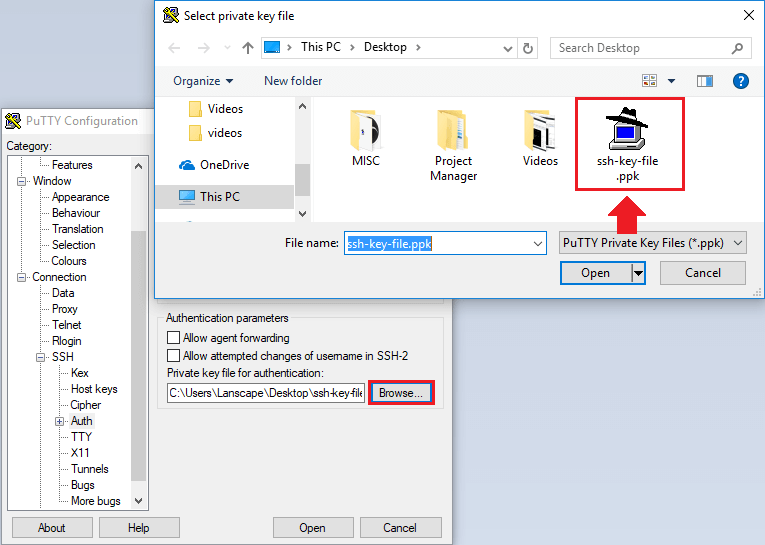 Select private key file
This PC
Desktop
Search Desktop
Organize
New folder
Videos
videos
OneDrive
This PC
MISC
Project
Manager
Videos
ssh-key-file
.ppk
File name:
ssh-key-file.ppk
PuTTY Private Key Files (*.ppk)
Open
Cancel
PuTTY Configuration
Category:
Features
Window
Appearance
Behaviour
Translation
Selection
Colours
Connection
Data
Proxy
Telnet
Rlogin
SSH
Kex
Host keys
Cipher
Auth
TTY
X11
Tunnels
Bugs
More bugs
Authentication parameters
Allow agent forwarding
Allow attempted changes of username in SSH-2
Private key file for authentication:
C:\Users\Lanscape\Desktop\ssh-key-file
Browse...
About
Help
Open
Cancel